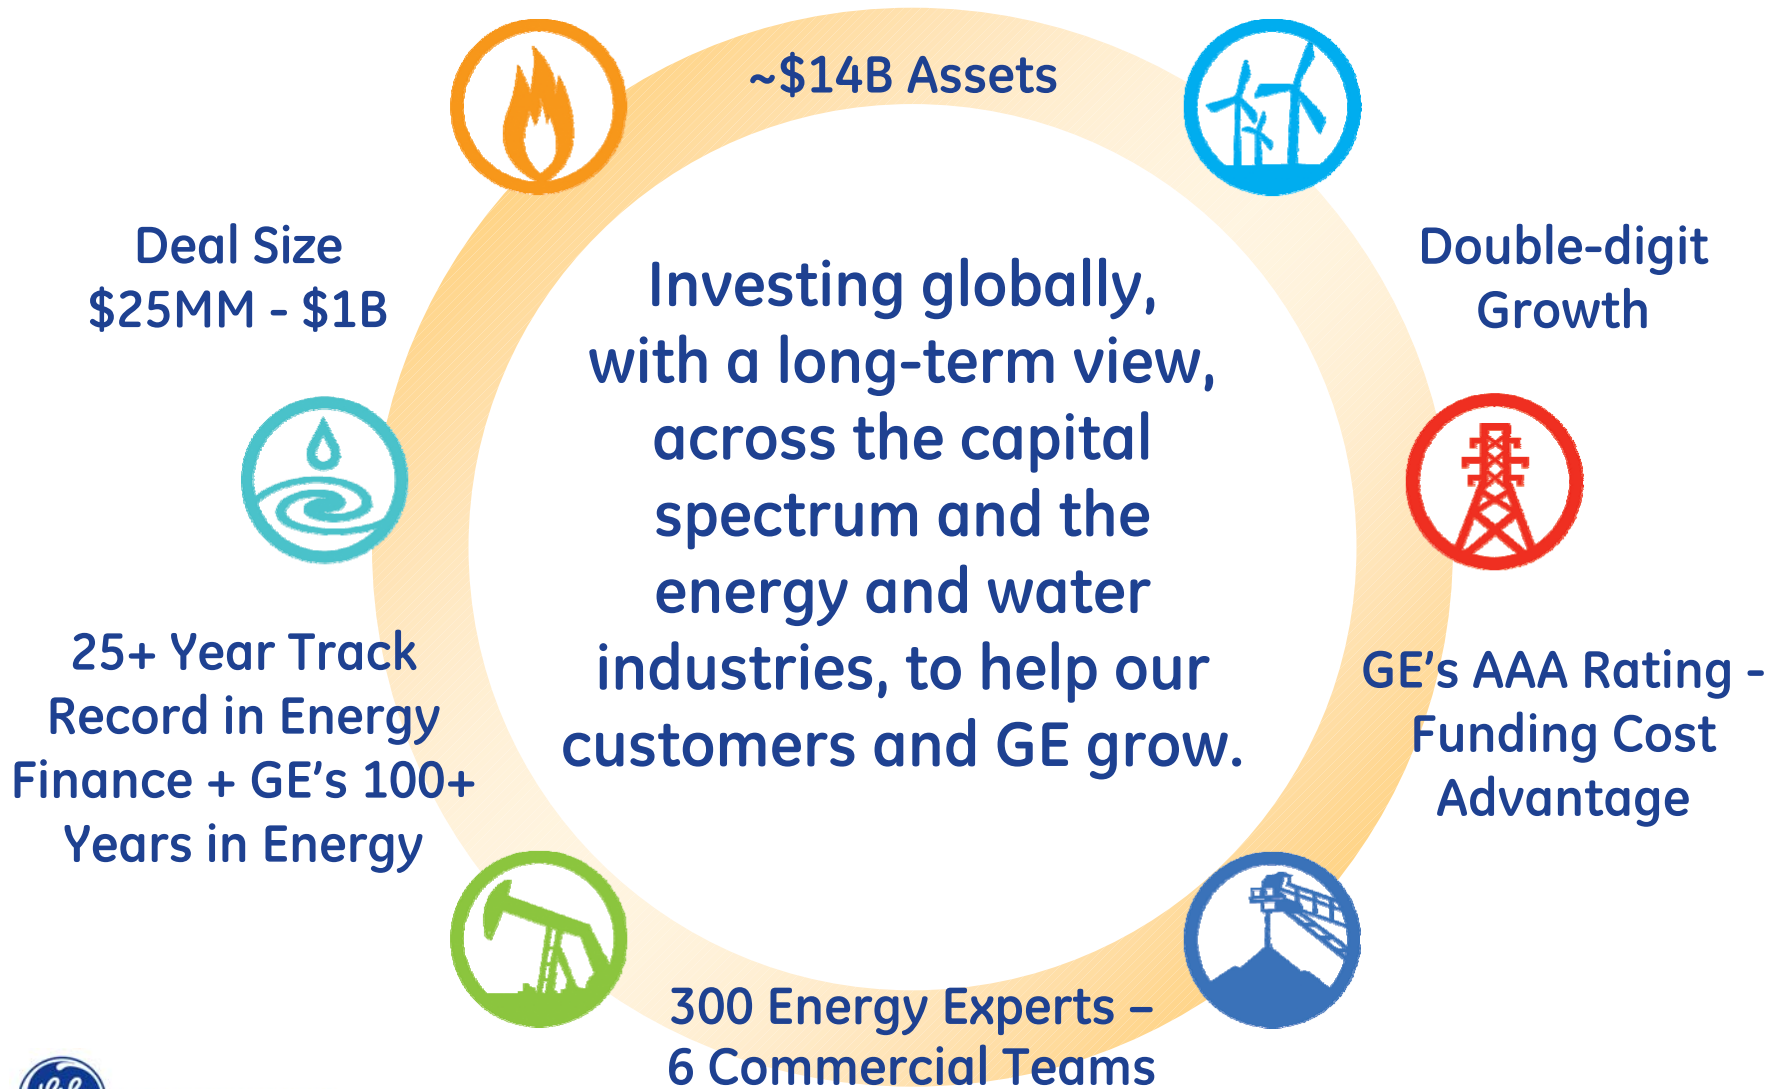 ~$14B Assets
Deal Size
$25MM - $1B
Double-digit
Growth
Investing globally,
with a long-term view,
across the capital
spectrum and the
energy and water
industries, to help our
customers and GE grow.
25+ Year Track
Record in Energy
Finance + GE’s 100+
Years in Energy
GE’s AAA Rating -
Funding Cost
Advantage
300 Energy Experts –
6 Commercial Teams